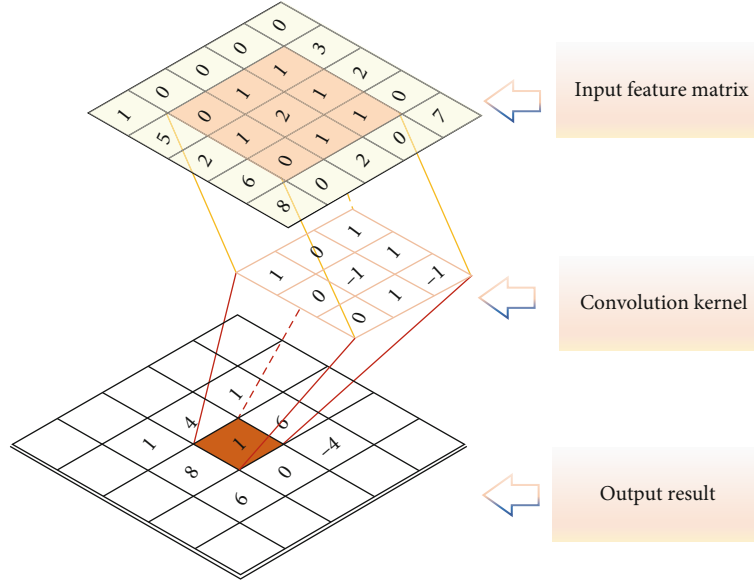 1 0 0 0 0
5 0 1 1 3
2 1 2 1 2
6 0 1 1 0
8 0 2 0 7
Input feature matrix
1 0 1
0 –1 1
0 1 –1
Convolution kernel
1 4 1
8 1 6
6 0 –4
Output result